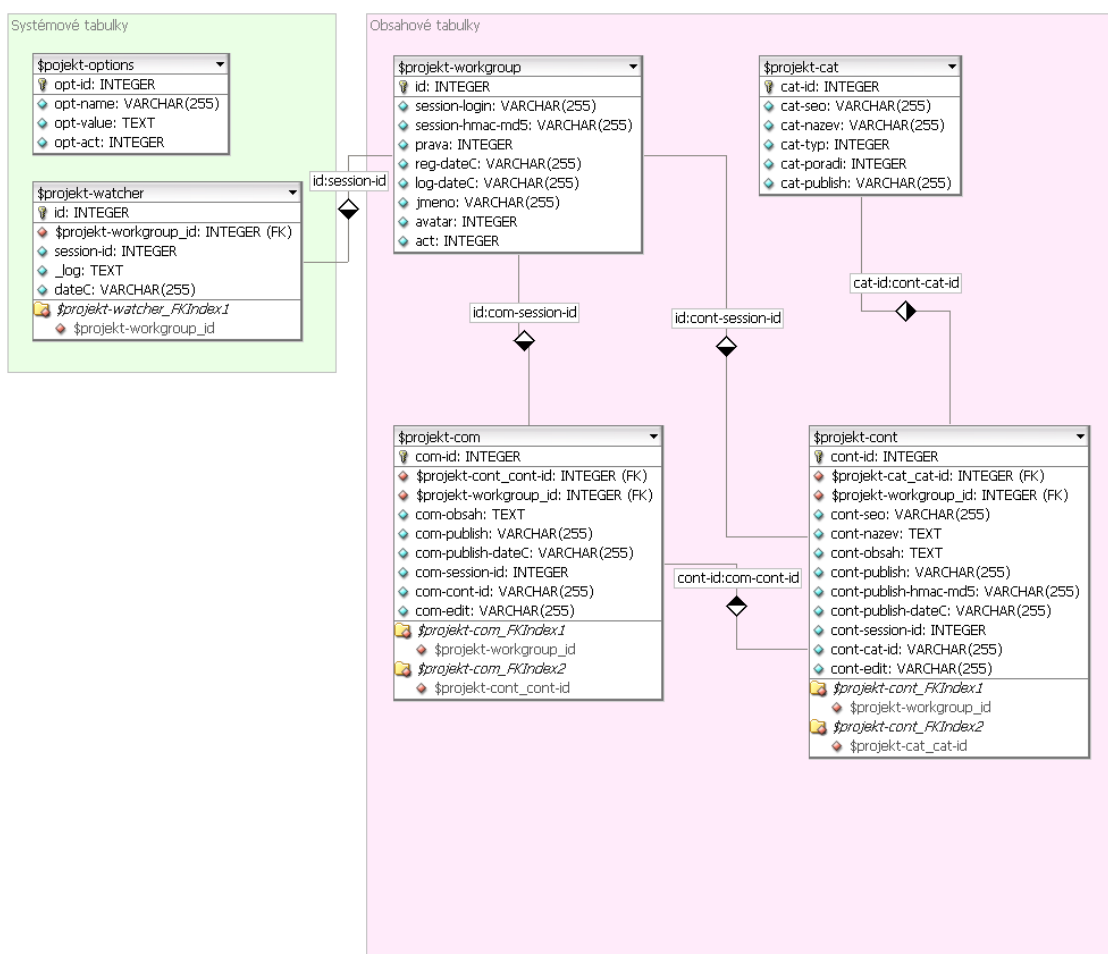 Systémové tabulky
$pojekt-options
opt-id: INTEGER
opt-name: VARCHAR(255)
opt-value: TEXT
opt-act: INTEGER
$projekt-watcher
id: INTEGER
$projekt-workgroup_id: INTEGER (FK)
session-id: INTEGER
_log: TEXT
dateC: VARCHAR(255)
$projekt-watcher_FKIndex1
$projekt-workgroup_id
id:session-id
Obsahové tabulky
$projekt-workgroup
id: INTEGER
session-login: VARCHAR(255)
session-hmac-md5: VARCHAR(255)
prava: INTEGER
reg-dateC: VARCHAR(255)
log-dateC: VARCHAR(255)
jmeno: VARCHAR(255)
avatar: INTEGER
act: INTEGER
$projekt-cat
cat-id: INTEGER
cat-seo: VARCHAR(255)
cat-nazev: VARCHAR(255)
cat-typ: INTEGER
cat-poradi: INTEGER
cat-publish: VARCHAR(255)
id:com-session-id
id:cont-session-id
cat-id:cont-cat-id
$projekt-com
com-id: INTEGER
$projekt-cont_cont-id: INTEGER (FK)
$projekt-workgroup_id: INTEGER (FK)
com-obsah: TEXT
com-publish: VARCHAR(255)
com-publish-dateC: VARCHAR(255)
com-session-id: INTEGER
com-cont-id: VARCHAR(255)
com-edit: VARCHAR(255)
$projekt-com_FKIndex1
$projekt-workgroup_id
$projekt-com_FKIndex2
$projekt-cont_cont-id
cont-id:com-cont-id
$projekt-cont
cont-id: INTEGER
$projekt-cat_cat-id: INTEGER (FK)
$projekt-workgroup_id: INTEGER (FK)
cont-seo: VARCHAR(255)
cont-nazev: TEXT
cont-obsah: TEXT
cont-publish: VARCHAR(255)
cont-publish-hmac-md5: VARCHAR(255)
cont-publish-dateC: VARCHAR(255)
cont-session-id: INTEGER
cont-cat-id: VARCHAR(255)
cont-edit: VARCHAR(255)
$projekt-cont_FKIndex1
$projekt-workgroup_id
$projekt-cont_FKIndex2
$projekt-cat_cat-id